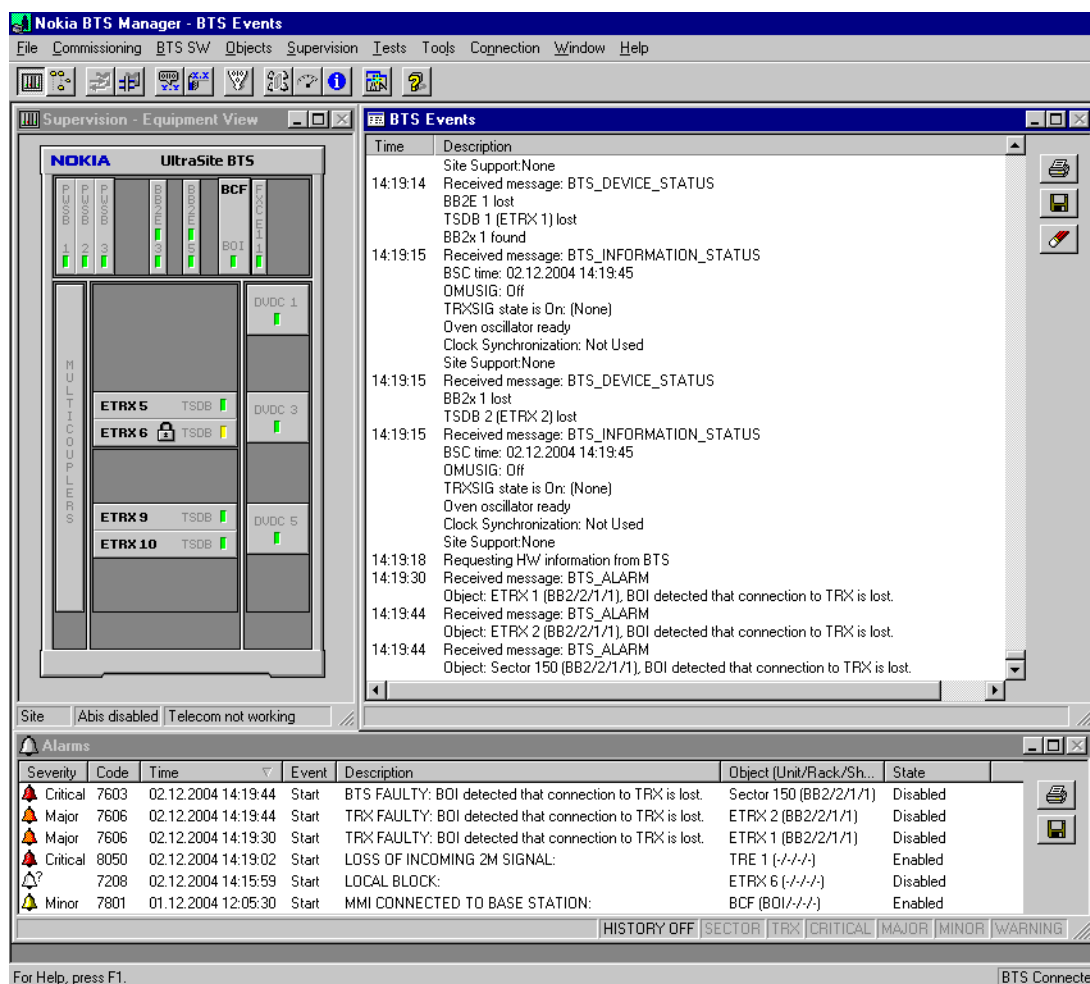 Nokia BTS Manager - BTS Events
File Commissioning BTS SW Objects Supervision Tests Tools Connection Window Help
Supervision - Equipment View
NOKIA UltraSite BTS
PWSB 1
PWSB 2
PWSB 3
BB2E 3
BB2E 5
BCF
BOI
FXC E1 1
MULTICOUPLERS
DVDC 1
ETRX 5 TSDB
DVDC 3
ETRX 6 TSDB
ETRX 9 TSDB
DVDC 5
ETRX 10 TSDB
Site Abis disabled Telecom not working
BTS Events
Time Description
Site Support:None
14:19:14 Received message: BTS_DEVICE_STATUS
BB2E 1 lost
TSDB 1 (ETRX 1) lost
BB2x 1 found
14:19:15 Received message: BTS_INFORMATION_STATUS
BSC time: 02.12.2004 14:19:45
OMUSIG: Off
TRXSIG state is On: (None)
Oven oscillator ready
Clock Synchronization: Not Used
Site Support:None
14:19:15 Received message: BTS_DEVICE_STATUS
BB2x 1 lost
TSDB 2 (ETRX 2) lost
14:19:15 Received message: BTS_INFORMATION_STATUS
BSC time: 02.12.2004 14:19:45
OMUSIG: Off
TRXSIG state is On: (None)
Oven oscillator ready
Clock Synchronization: Not Used
Site Support:None
14:19:18 Requesting HW information from BTS
14:19:30 Received message: BTS_ALARM
Object: ETRX 1 (BB2/2/1/1), BOI detected that connection to TRX is lost.
14:19:44 Received message: BTS_ALARM
Object: ETRX 2 (BB2/2/1/1), BOI detected that connection to TRX is lost.
14:19:44 Received message: BTS_ALARM
Object: Sector 150 (BB2/2/1/1), BOI detected that connection to TRX is lost.
Alarms
Severity Code Time Event Description Object (Unit/Rack/Sh... State
Critical 7603 02.12.2004 14:19:44 Start BTS FAULTY: BOI detected that connection to TRX is lost. Sector 150 (BB2/2/1/1) Disabled
Major 7606 02.12.2004 14:19:44 Start TRX FAULTY: BOI detected that connection to TRX is lost. ETRX 2 (BB2/2/1/1) Disabled
Major 7606 02.12.2004 14:19:30 Start TRX FAULTY: BOI detected that connection to TRX is lost. ETRX 1 (BB2/2/1/1) Disabled
Critical 8050 02.12.2004 14:19:02 Start LOSS OF INCOMING 2M SIGNAL: TRE 1 (-/-/-/-) Enabled
? 7208 02.12.2004 14:15:59 Start LOCAL BLOCK: ETRX 6 (-/-/-/-) Disabled
Minor 7801 01.12.2004 12:05:30 Start MMI CONNECTED TO BASE STATION: BCF (BOI/-/-/-) Enabled
HISTORY OFF SECTOR TRX CRITICAL MAJOR MINOR WARNING
For Help, press F1. BTS Connecte